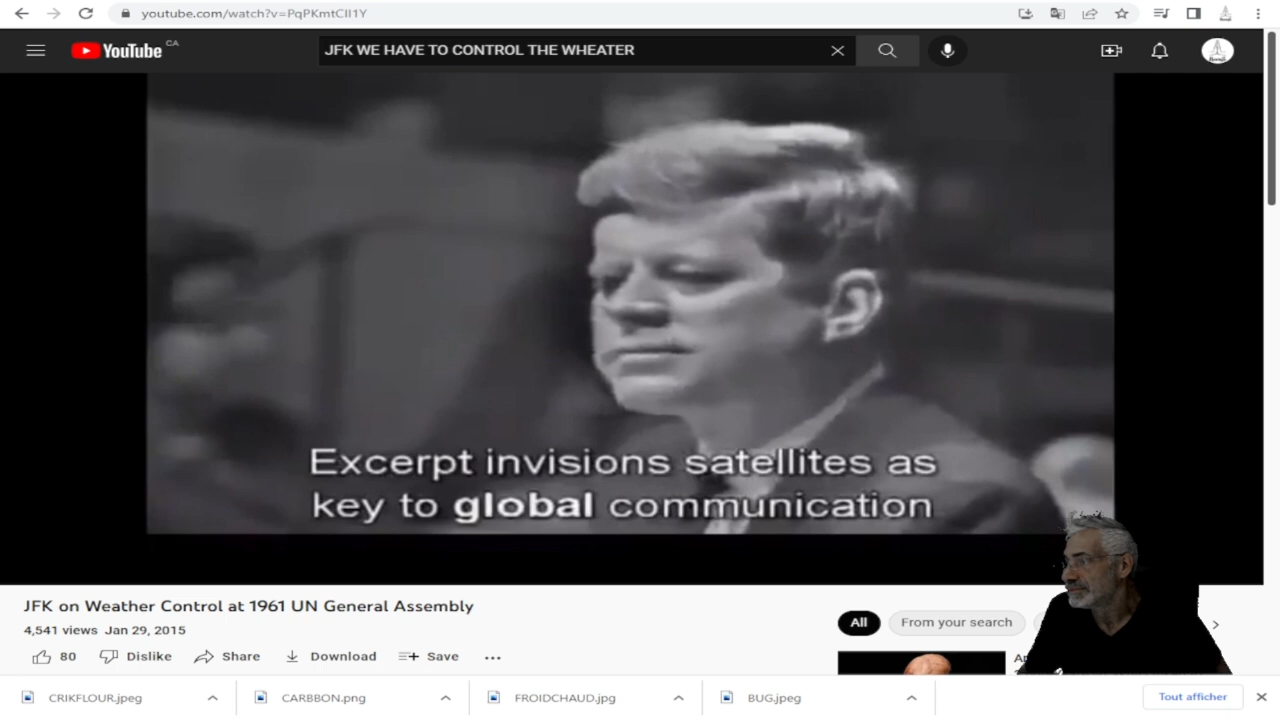 youtube.com/watch?v=PqPKmtCII1Y
YouTube CA
JFK WE HAVE TO CONTROL THE WHEATER
Excerpt invisions satellites as
key to global communication
JFK on Weather Control at 1961 UN General Assembly
4,541 views Jan 29, 2015
80 Dislike Share Download Save
All From your search
CRIKFLOUR.jpeg CARBBON.png FROIDCHAUD.jpg BUG.jpeg Tout afficher